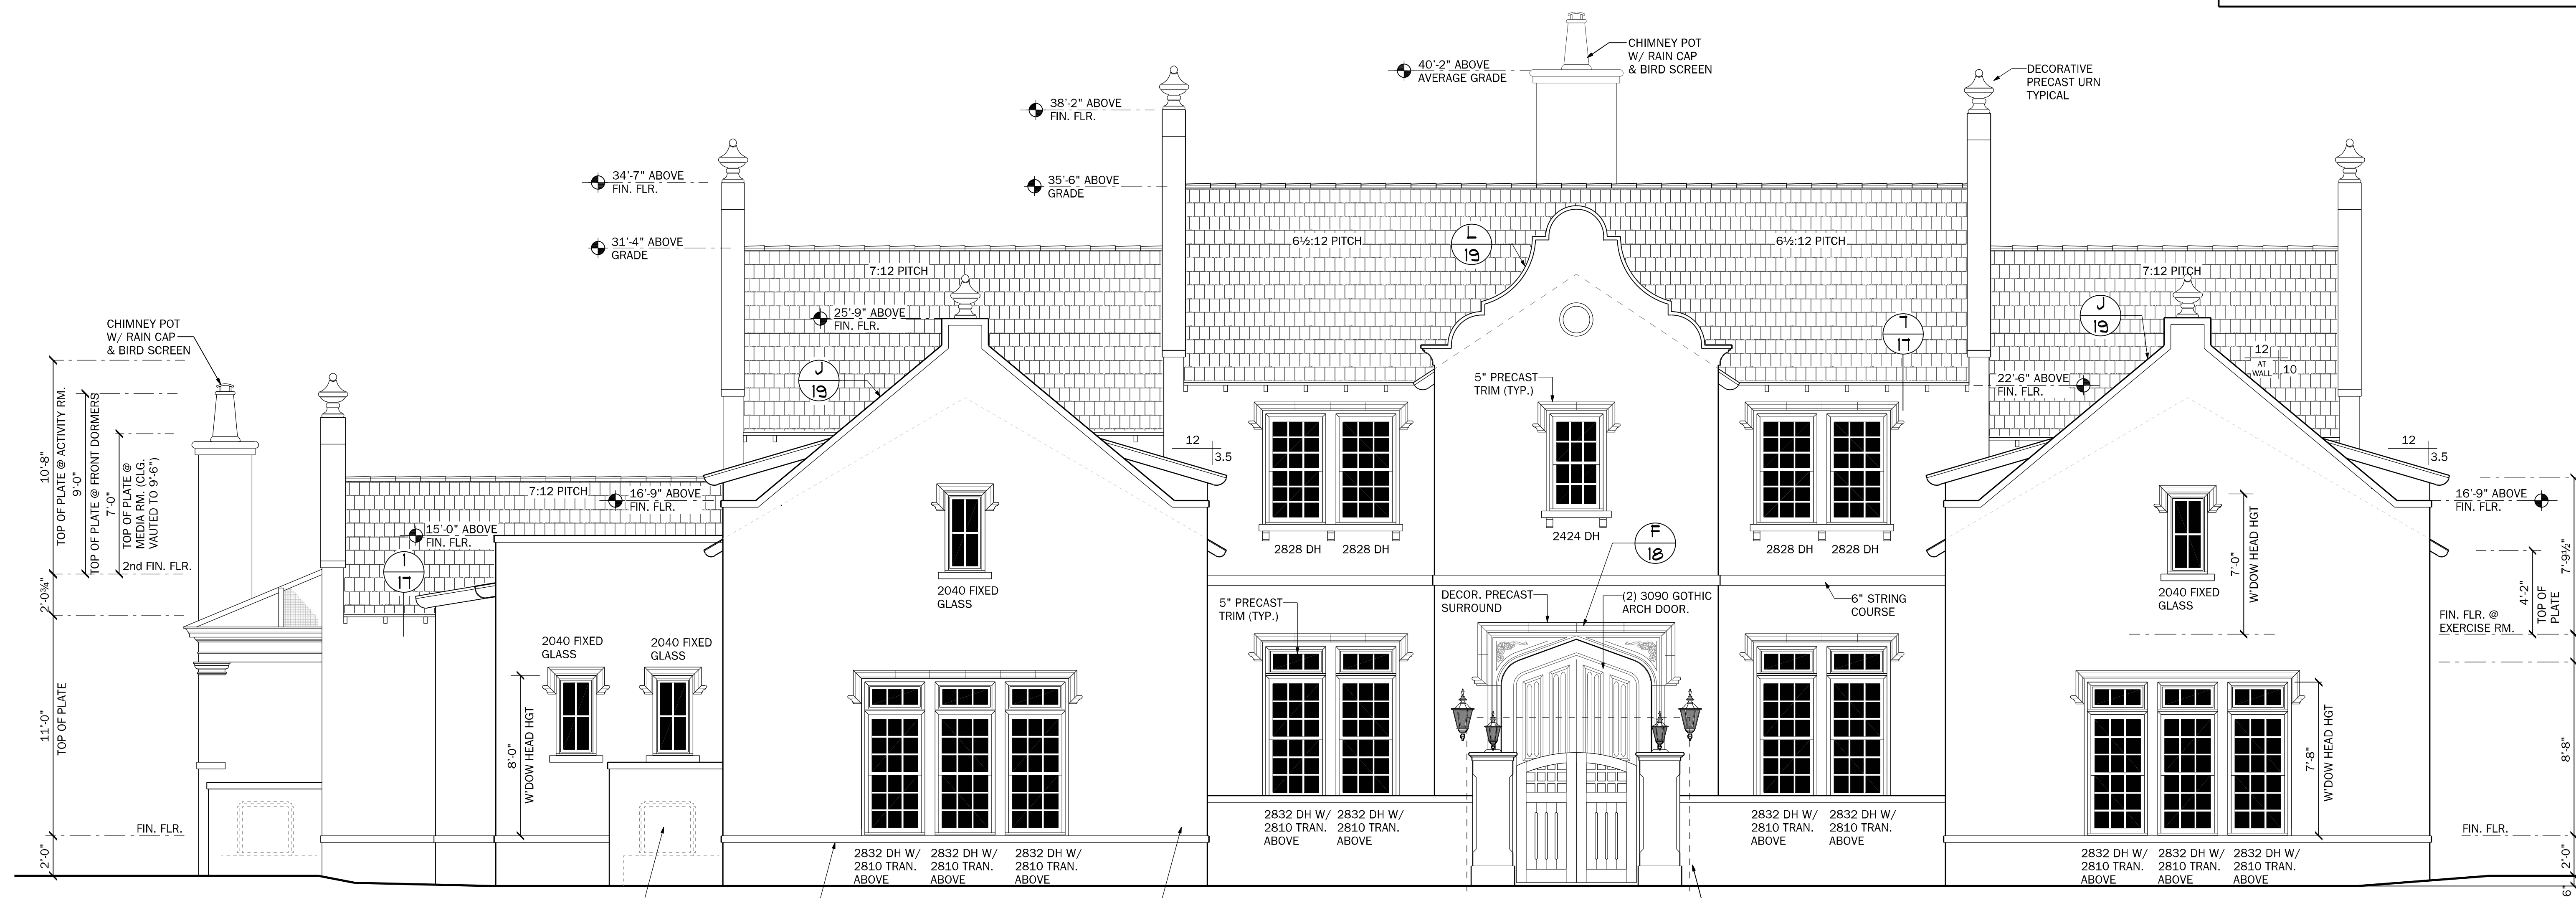 CHIMNEY POT
W/ RAIN CAP
& BIRD SCREEN
40'-2" ABOVE
AVERAGE GRADE
DECORATIVE
PRECAST URN
TYPICAL
38'-2" ABOVE
FIN. FLR.
34'-7" ABOVE
FIN. FLR.
35'-6" ABOVE
GRADE
31'-4" ABOVE
GRADE
7:12 PITCH
6½:12 PITCH
L
19
6½:12 PITCH
7:12 PITCH
25'-9" ABOVE
FIN. FLR.
J
19
7
17
J
19
CHIMNEY POT
W/ RAIN CAP
& BIRD SCREEN
12
AT
WALL
10
22'-6" ABOVE
FIN. FLR.
5" PRECAST
TRIM (TYP.)
10'-8"
TOP OF PLATE @ ACTIVITY RM.
9'-0"
TOP OF PLATE @ FRONT DORMERS
7'-0"
TOP OF PLATE @
MEDIA RM. (CLG.
VAUTED TO 9'-6")
2nd FIN. FLR.
12
3.5
12
3.5
7:12 PITCH
16'-9" ABOVE
FIN. FLR.
16'-9" ABOVE
FIN. FLR.
15'-0" ABOVE
FIN. FLR.
1
17
2828 DH
2828 DH
2424 DH
F
18
2828 DH
2828 DH
7'-0"
W'DOW HEAD HGT
7'-9½"
4'-2"
TOP OF
PLATE
2'-0¾"
2040 FIXED
GLASS
5" PRECAST
TRIM (TYP.)
DECOR. PRECAST
SURROUND
(2) 3090 GOTHIC
ARCH DOOR.
6" STRING
COURSE
2040 FIXED
GLASS
FIN. FLR. @
EXERCISE RM.
2040 FIXED
GLASS
2040 FIXED
GLASS
11'-0"
TOP OF PLATE
8'-0"
W'DOW HEAD HGT
7'-8"
W'DOW HEAD HGT
8'-8"
FIN. FLR.
FIN. FLR.
2832 DH W/
2810 TRAN.
ABOVE
2832 DH W/
2810 TRAN.
ABOVE
2832 DH W/
2810 TRAN.
ABOVE
2832 DH W/
2810 TRAN.
ABOVE
2'-0"
2832 DH W/
2810 TRAN.
ABOVE
2832 DH W/
2810 TRAN.
ABOVE
2832 DH W/
2810 TRAN.
ABOVE
2832 DH W/
2810 TRAN.
ABOVE
2832 DH W/
2810 TRAN.
ABOVE
2832 DH W/
2810 TRAN.
ABOVE
2'-0"
6"